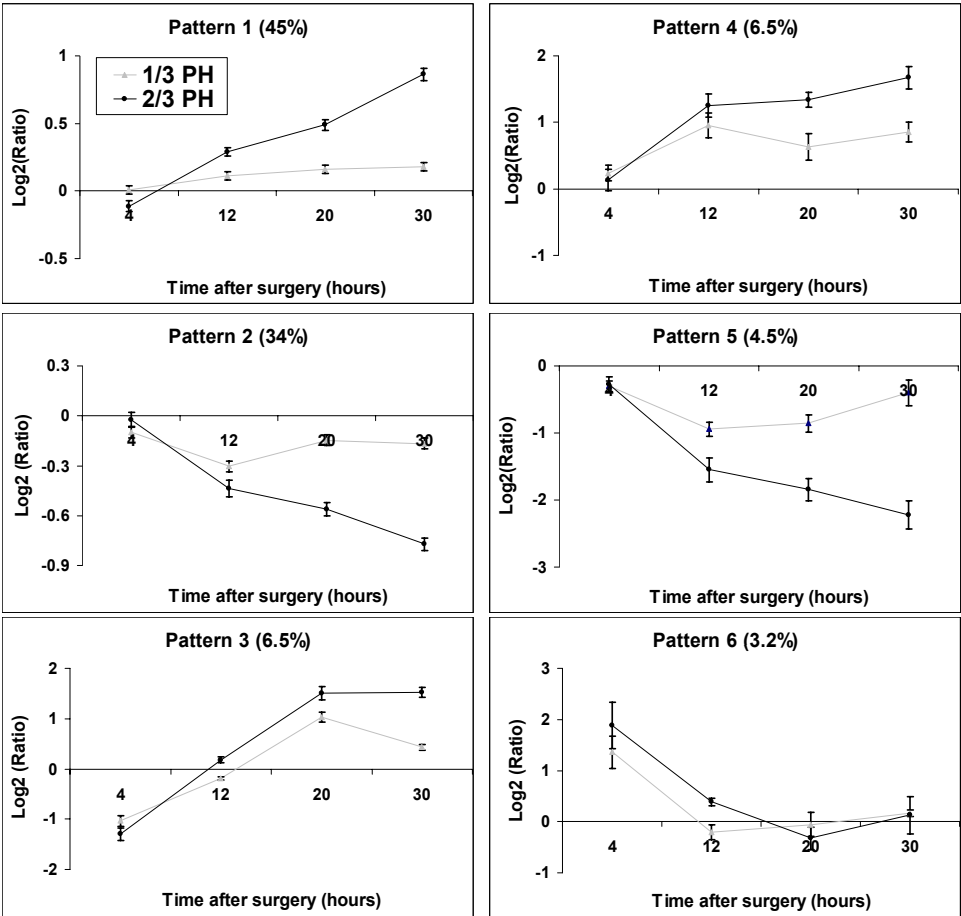 Pattern 1 (45%)
Log2(Ratio)
1
0.5
0
-0.5
1/3 PH
2/3 PH
4
12
20
30
Time after surgery (hours)
Pattern 4 (6.5%)
Log2(Ratio)
2
1
0
-1
4
12
20
30
Time after surgery (hours)
Pattern 2 (34%)
Log2 (Ratio)
0.3
0
-0.3
-0.6
-0.9
4
12
20
30
Time after surgery (hours)
Pattern 5 (4.5%)
Log2(Ratio)
0
-1
-2
-3
4
12
20
30
Time after surgery (hours)
Pattern 3 (6.5%)
Log2 (Ratio)
2
1
0
-1
-2
4
12
20
30
Time after surgery (hours)
Pattern 6 (3.2%)
Log2 (Ratio)
3
2
1
0
-1
4
12
20
30
Time after surgery (hours)